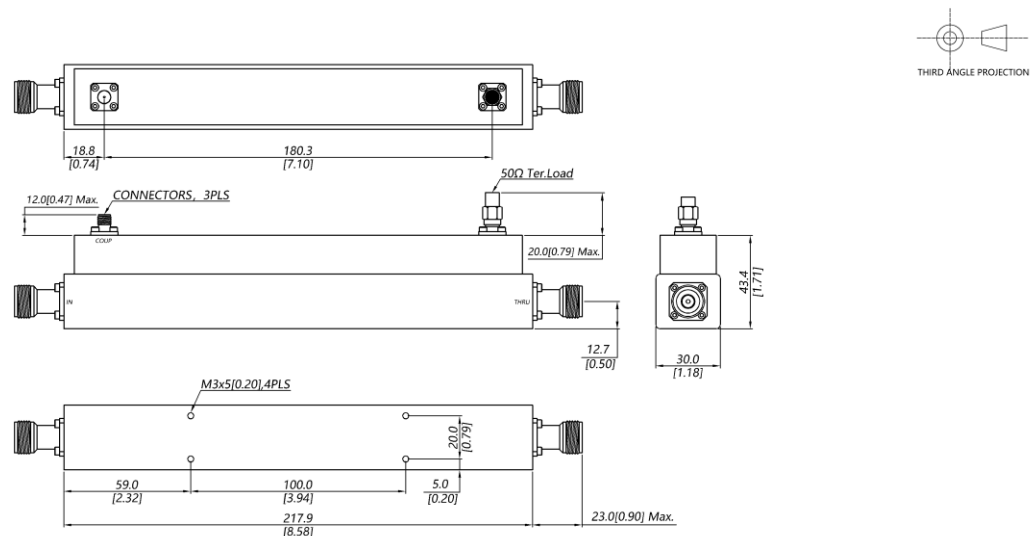 THIRD ANGLE PROJECTION
18.8
[0.74]
180.3
[7.10]
50Ω Ter.Load
12.0[0.47] Max.
CONNECTORS, 3PLS
COUP
20.0[0.79] Max.
IN
THRU
43.4
[1.71]
12.7
[0.50]
30.0
[1.18]
M3x5[0.20],4PLS
20.0
[0.79]
59.0
[2.32]
100.0
[3.94]
5.0
[0.20]
217.9
[8.58]
23.0[0.90] Max.